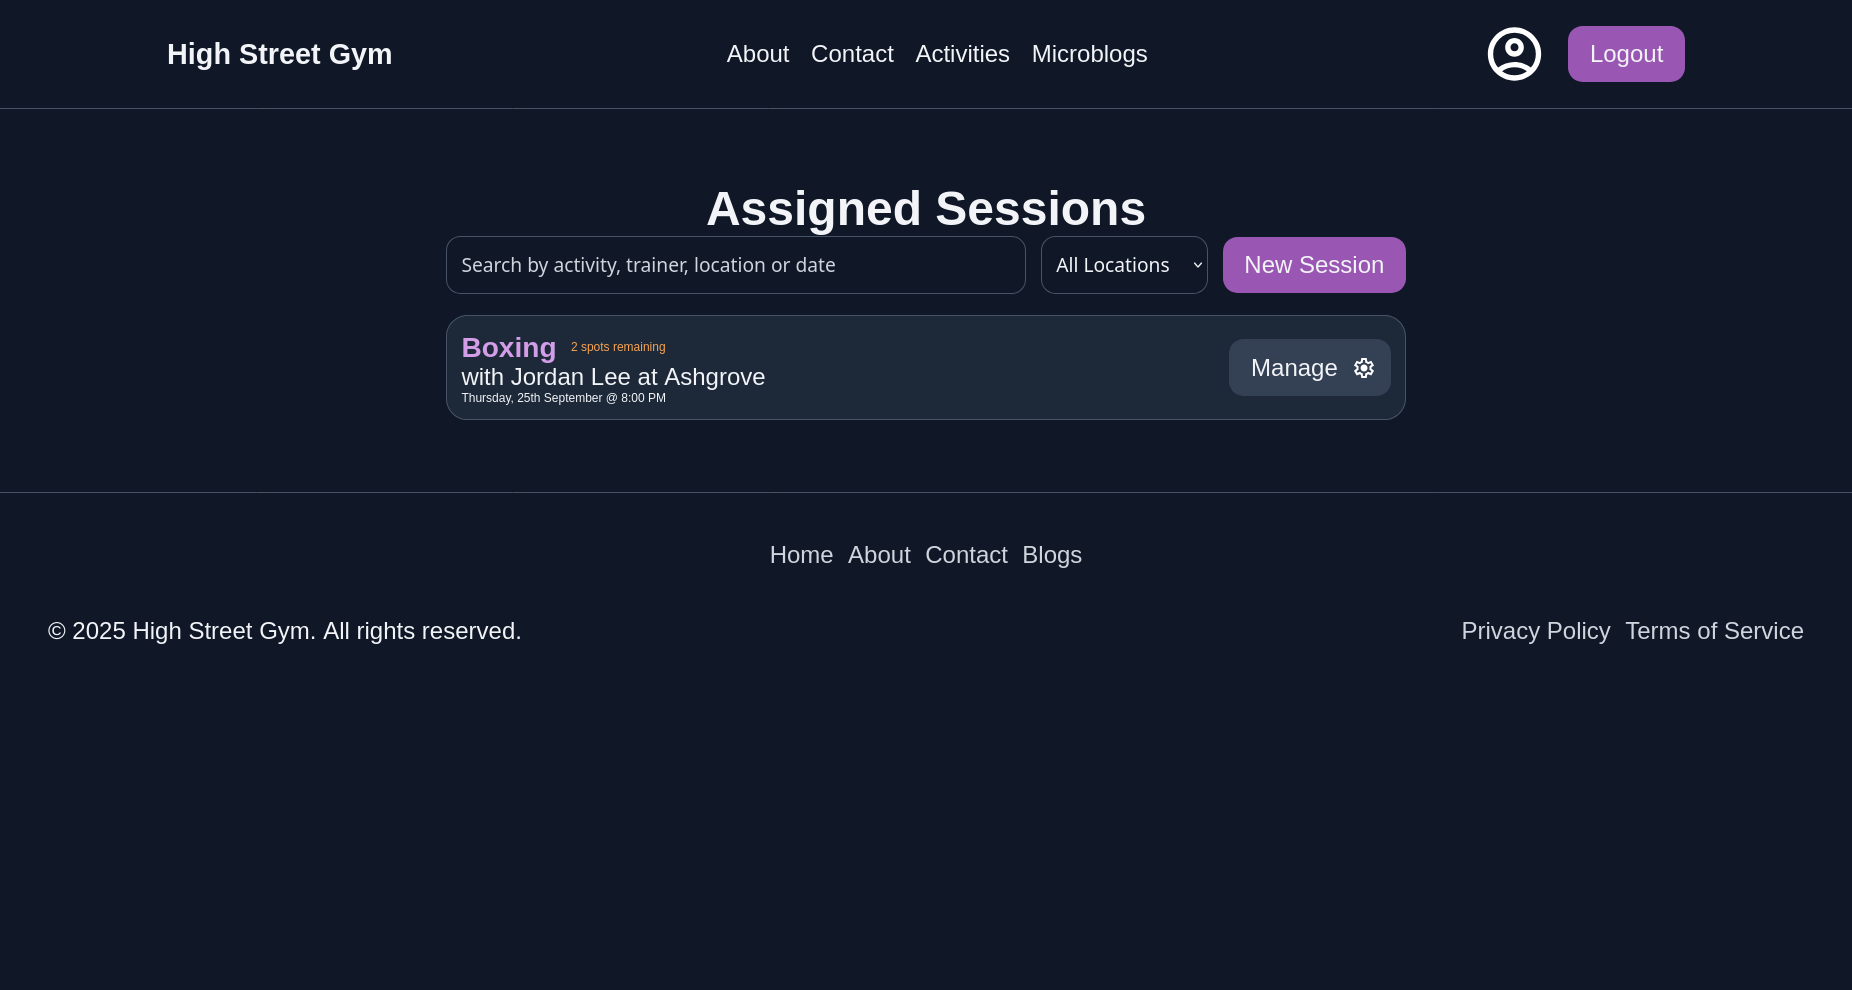 High Street Gym
About Contact Activities Microblogs
Logout
Assigned Sessions
Search by activity, trainer, location or date
All Locations
New Session
Boxing 2 spots remaining
with Jordan Lee at Ashgrove
Thursday, 25th September @ 8:00 PM
Manage
Home About Contact Blogs
© 2025 High Street Gym. All rights reserved.
Privacy Policy Terms of Service